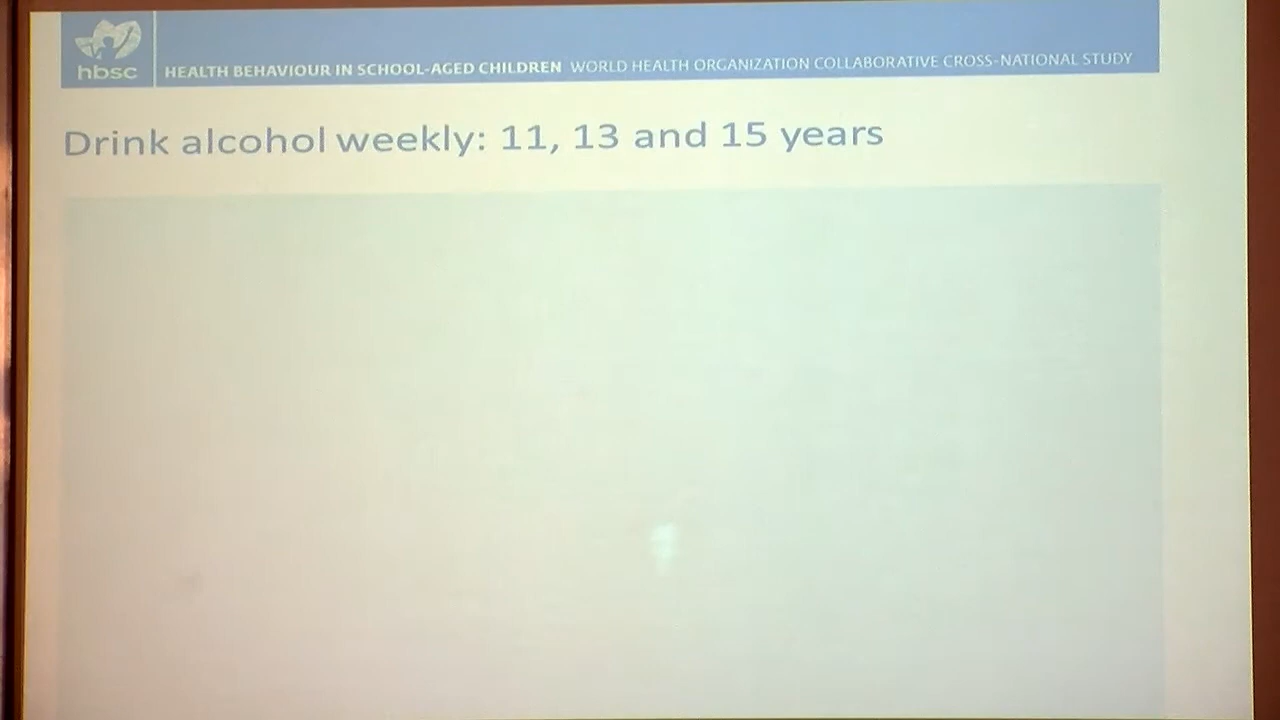 hbsc
HEALTH BEHAVIOUR IN SCHOOL-AGED CHILDREN WORLD HEALTH ORGANIZATION COLLABORATIVE CROSS-NATIONAL STUDY
Drink alcohol weekly: 11, 13 and 15 years